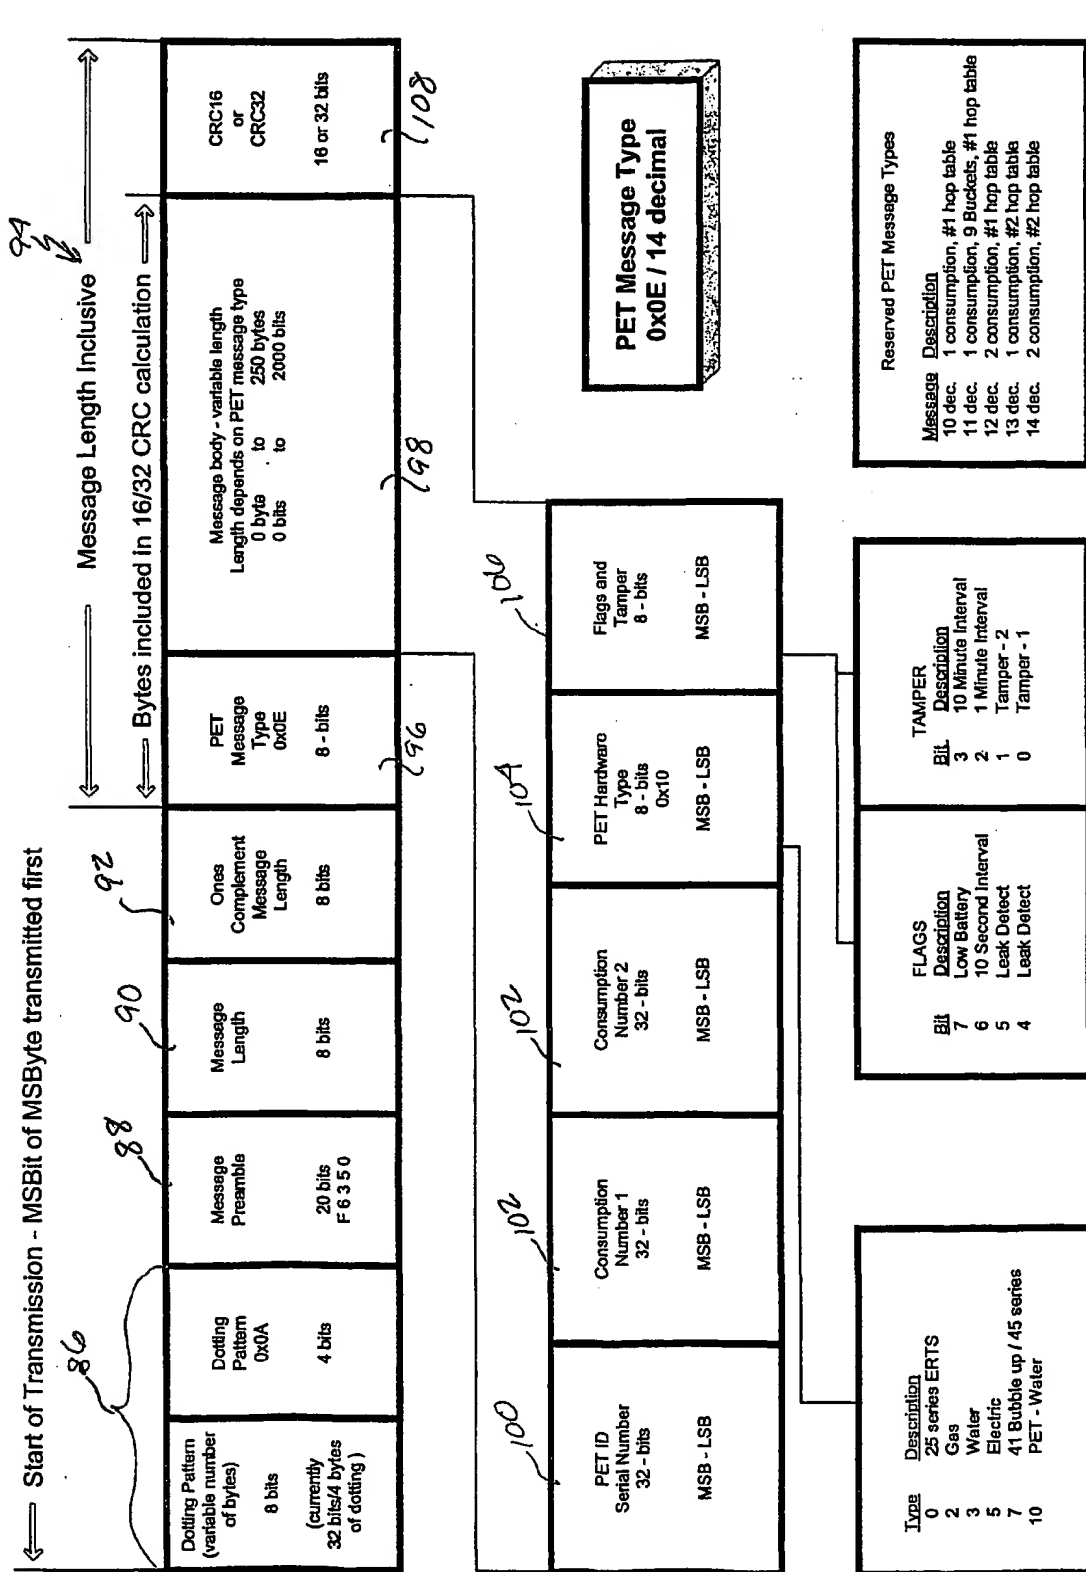 Start of Transmission - MSBit of MSByte transmitted first
94
Message Length Inclusive
Bytes included in 16/32 CRC calculation
86
88
90
92
Dotting Pattern
(variable number
of bytes)
8 bits
(currently
32 bits/4 bytes
of dotting )
Dotting
Pattern
0x0A
4 bits
Message
Preamble
20 bits
F 6 3 5 0
Message
Length
8 bits
Ones
Complement
Message
Length
8 bits
PET
Message
Type
0x0E
8 - bits
Message body - variable length
Length depends on PET message type
0 byte to 250 bytes
0 bits to 2000 bits
CRC16
or
CRC32
16 or 32 bits
96
98
108
100
102
102
104
106
PET ID
Serial Number
32 - bits
MSB - LSB
Consumption
Number 1
32 - bits
MSB - LSB
Consumption
Number 2
32 - bits
MSB - LSB
PET Hardware
Type
8 - bits
0x10
MSB - LSB
Flags and
Tamper
8 - bits
MSB - LSB
PET Message Type
0x0E / 14 decimal
Type Description
0 25 series ERTS
2 Gas
3 Water
5 Electric
7 41 Bubble up / 45 series
10 PET - Water
FLAGS
Bit Description
7 Low Battery
6 10 Second Interval
5 Leak Detect
4 Leak Detect
TAMPER
Bit Description
3 10 Minute Interval
2 1 Minute Interval
1 Tamper - 2
0 Tamper - 1
Reserved PET Message Types
Message Description
10 dec. 1 consumption, #1 hop table
11 dec. 1 consumption, 9 Buckets, #1 hop table
12 dec. 2 consumption, #1 hop table
13 dec. 1 consumption, #2 hop table
14 dec. 2 consumption, #2 hop table